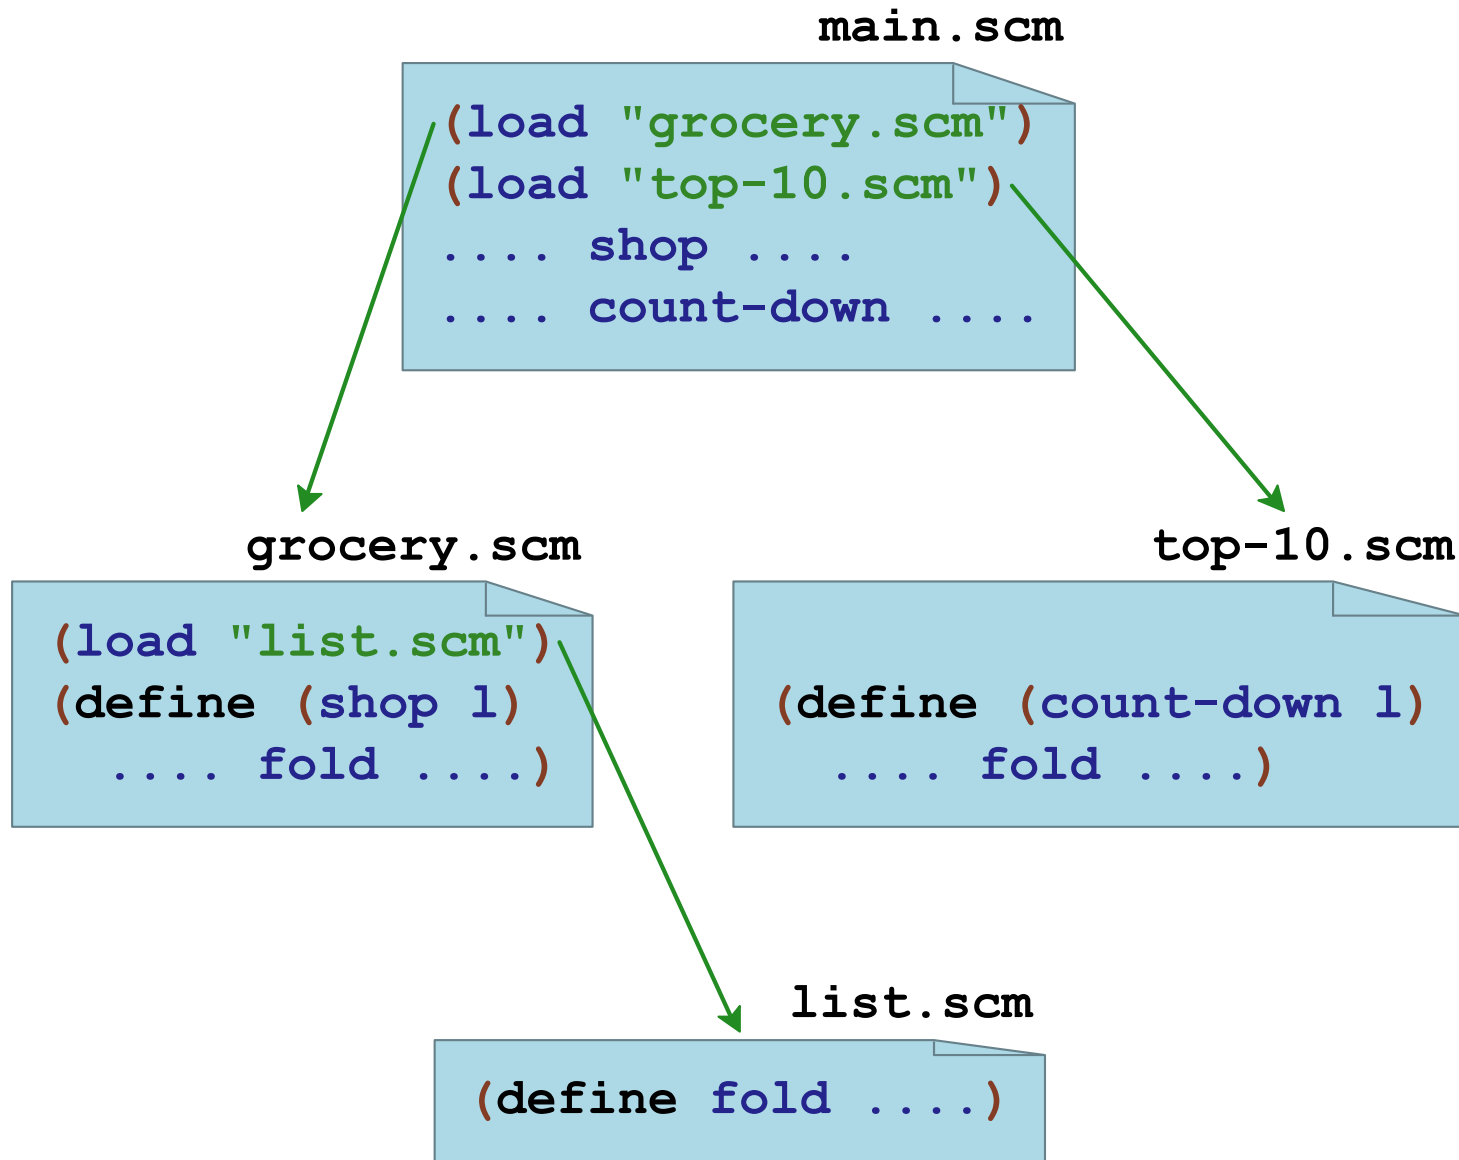 main.scm
(load "grocery.scm")
(load "top-10.scm")
.... shop ....
.... count-down ....
grocery.scm
(load "list.scm")
(define (shop l)
.... fold ....)
top-10.scm
(define (count-down l)
.... fold ....)
list.scm
(define fold ....)